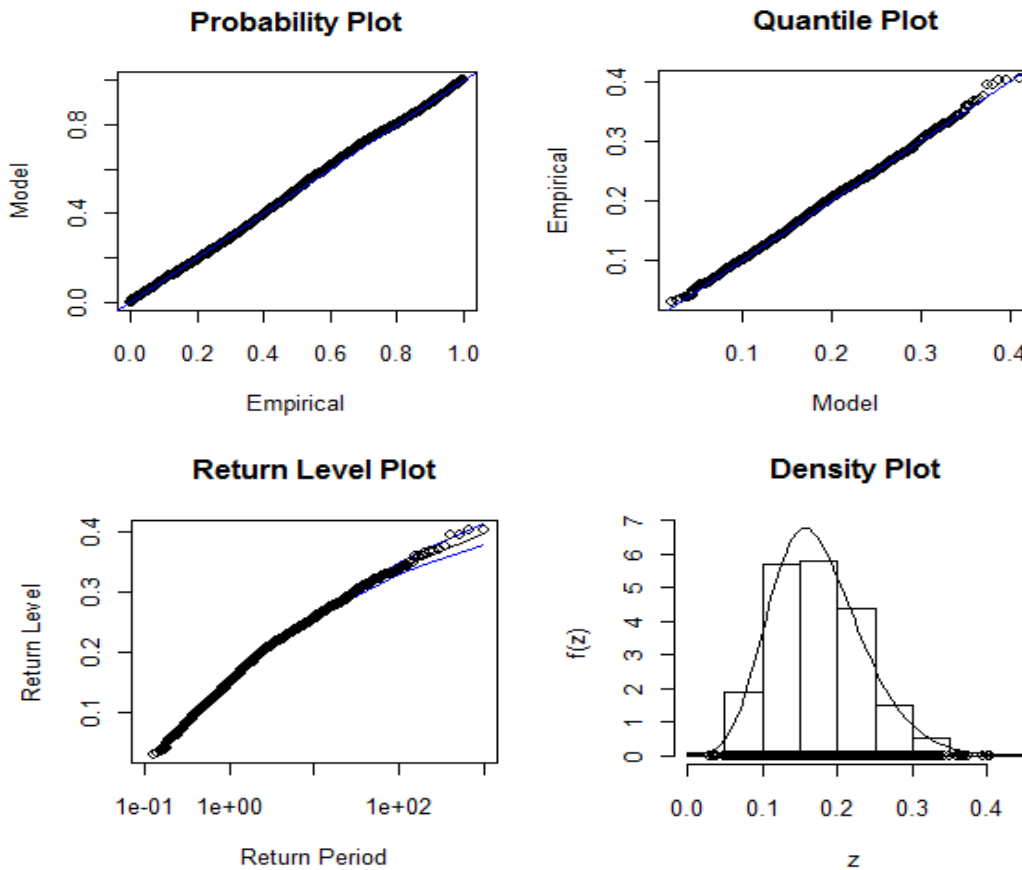 Probability Plot
Model
0.0 0.4 0.8
0.0 0.2 0.4 0.6 0.8 1.0
Empirical
Quantile Plot
Empirical
0.1 0.2 0.3 0.4
0.1 0.2 0.3 0.4
Model
Return Level Plot
Return Level
0.1 0.2 0.3 0.4
1e-01 1e+00 1e+02
Return Period
Density Plot
f(z)
0 1 2 3 4 5 6 7
0.0 0.1 0.2 0.3 0.4
z